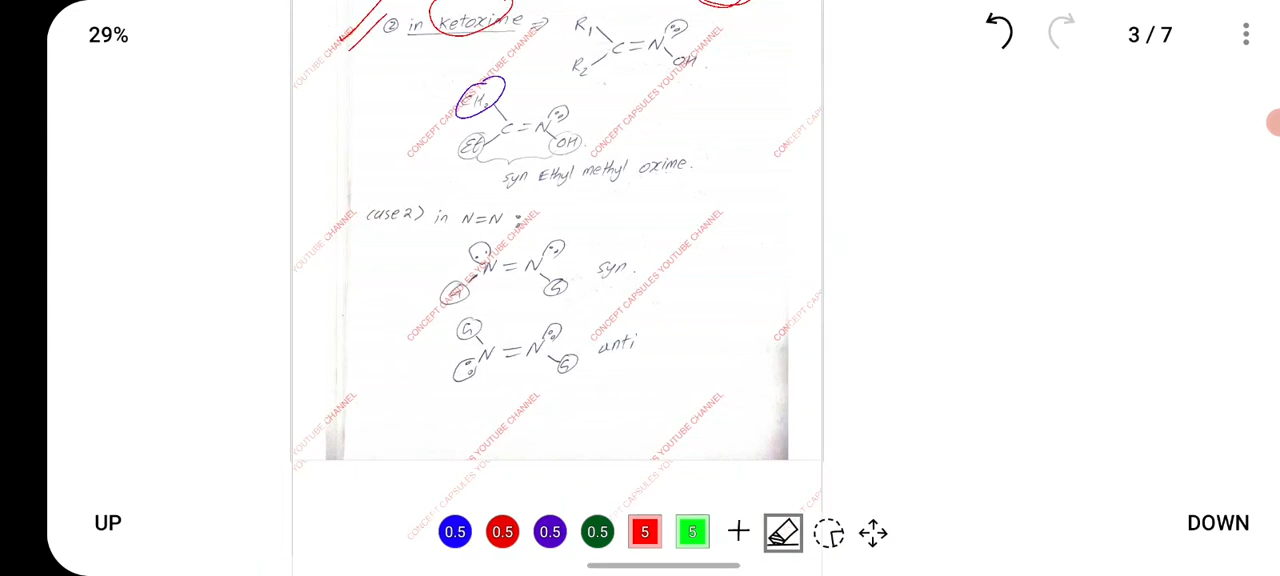 29%
3 / 7
② in ketoxime ⇒
R1
C = N
R2
OH.
CH3
C = N
Et
OH.
syn Ethyl methyl oxime.
case 2) in N=N :
N = N syn.
G G
G
N = N anti
G
UP
DOWN
0.5 0.5 0.5 0.5 5 5 +
CONCEPT CAPSULES YOUTUBE CHANNEL